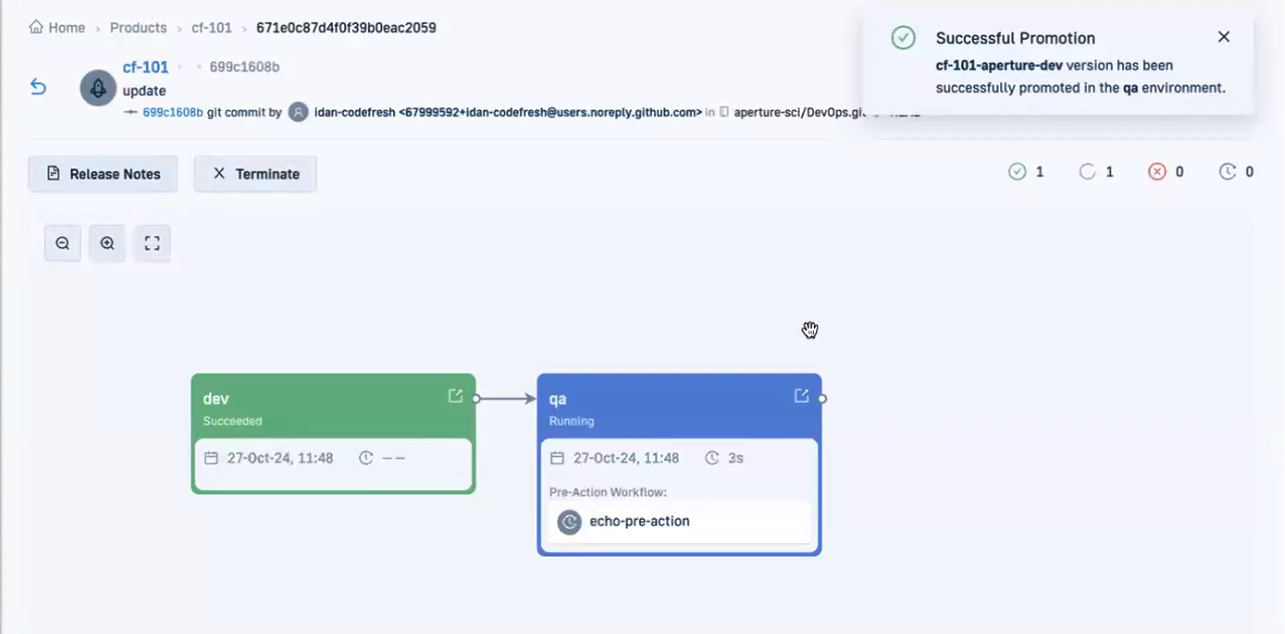 Home > Products > cf-101 > 671e0c87d4f0f39b0eac2059
cf-101 699c1608b
update
699c1608b git commit by idan-codefresh <67999592+idan-codefresh@users.noreply.github.com> in aperture-sci/DevOps.git
Successful Promotion
cf-101-aperture-dev version has been
successfully promoted in the qa environment.
Release Notes Terminate 1 1 0 0
dev
Succeeded
27-Oct-24, 11:48 --
qa
Running
27-Oct-24, 11:48 3s
Pre-Action Workflow:
echo-pre-action